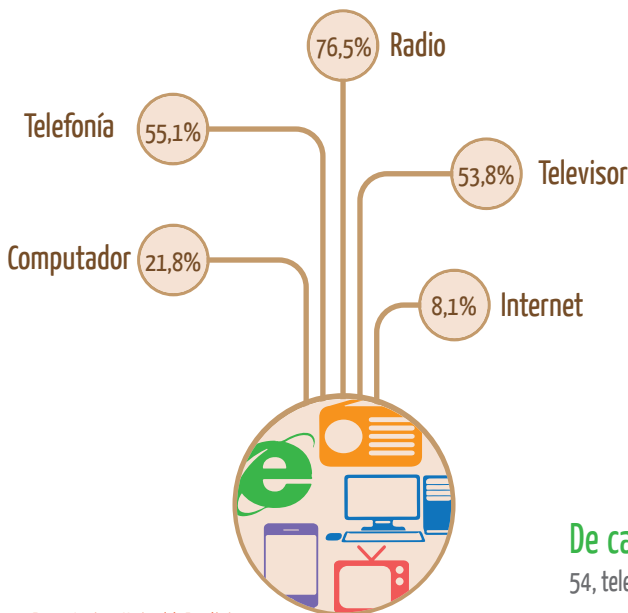 76,5% Radio
Telefonía 55,1%
53,8% Televisor
Computador 21,8%
8,1% Internet
De ca
54, tele